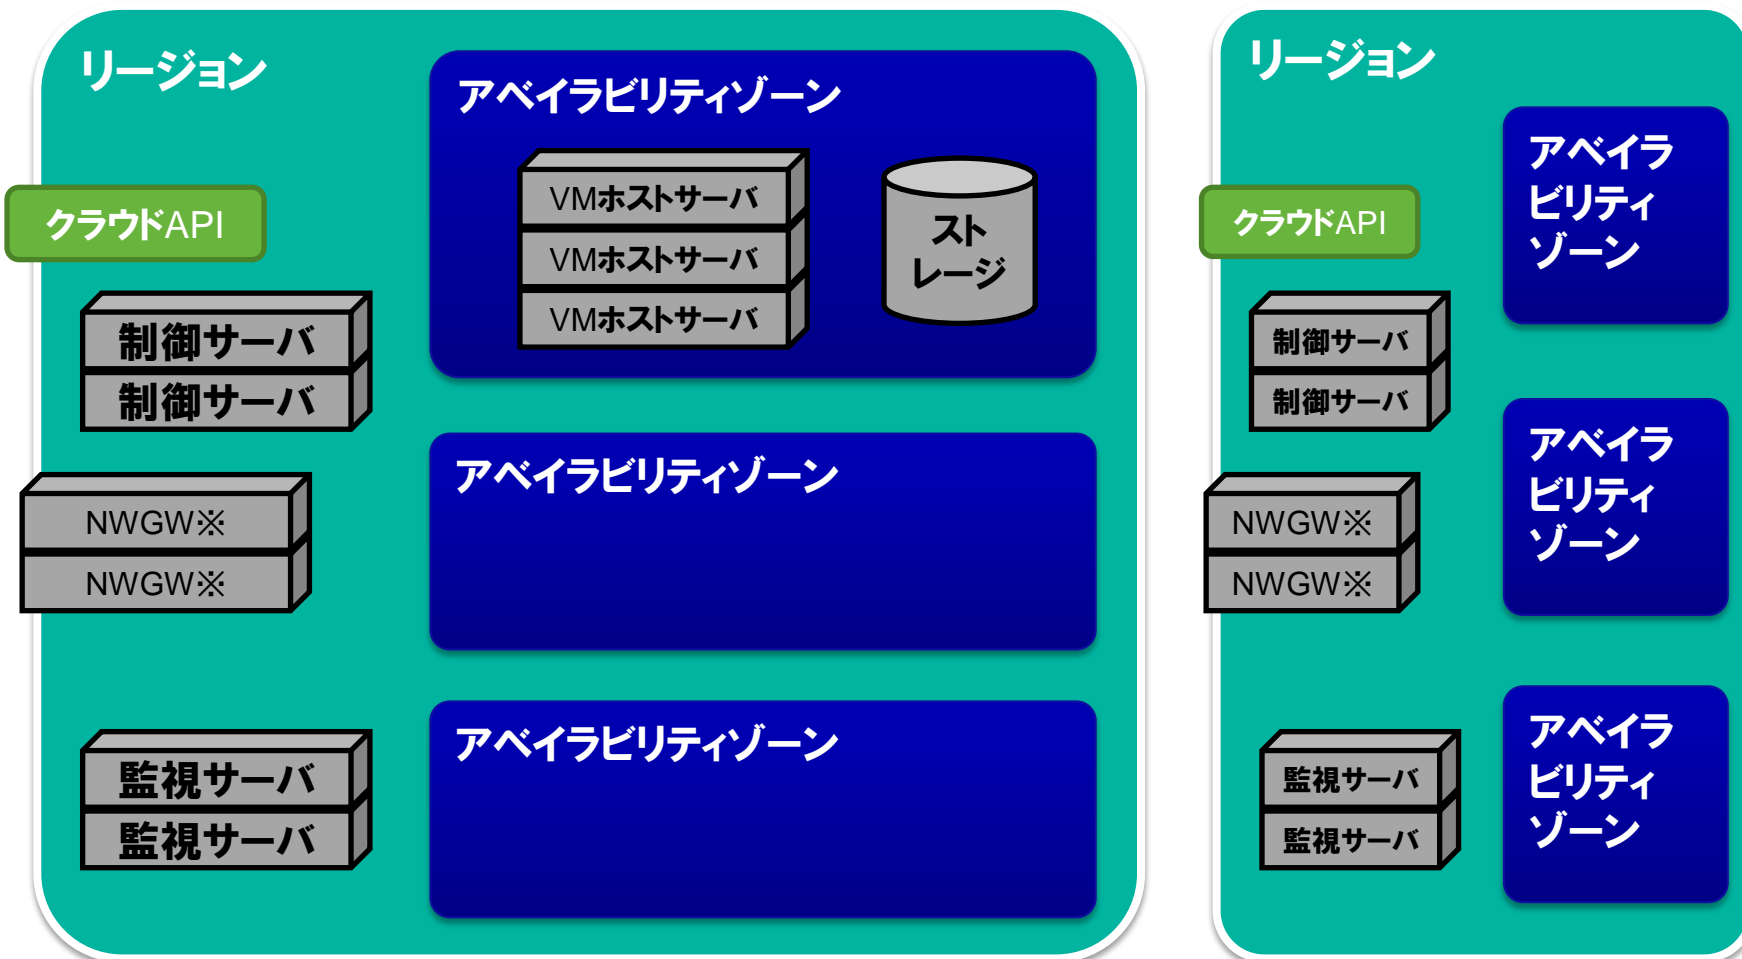 リージョン
アベイラビリティゾーン
VMホストサーバ
VMホストサーバ
VMホストサーバ
スト
レージ
クラウドAPI
制御サーバ
制御サーバ
NWGW※
NWGW※
アベイラビリティゾーン
監視サーバ
監視サーバ
アベイラビリティゾーン
リージョン
アベイラ
ビリティ
ゾーン
クラウドAPI
制御サーバ
制御サーバ
アベイラ
ビリティ
ゾーン
NWGW※
NWGW※
アベイラ
ビリティ
ゾーン
監視サーバ
監視サーバ